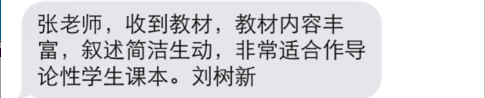 张老师，收到教材，教材内容丰
富，叙述简洁生动，非常适合作导
论性学生课本。刘树新